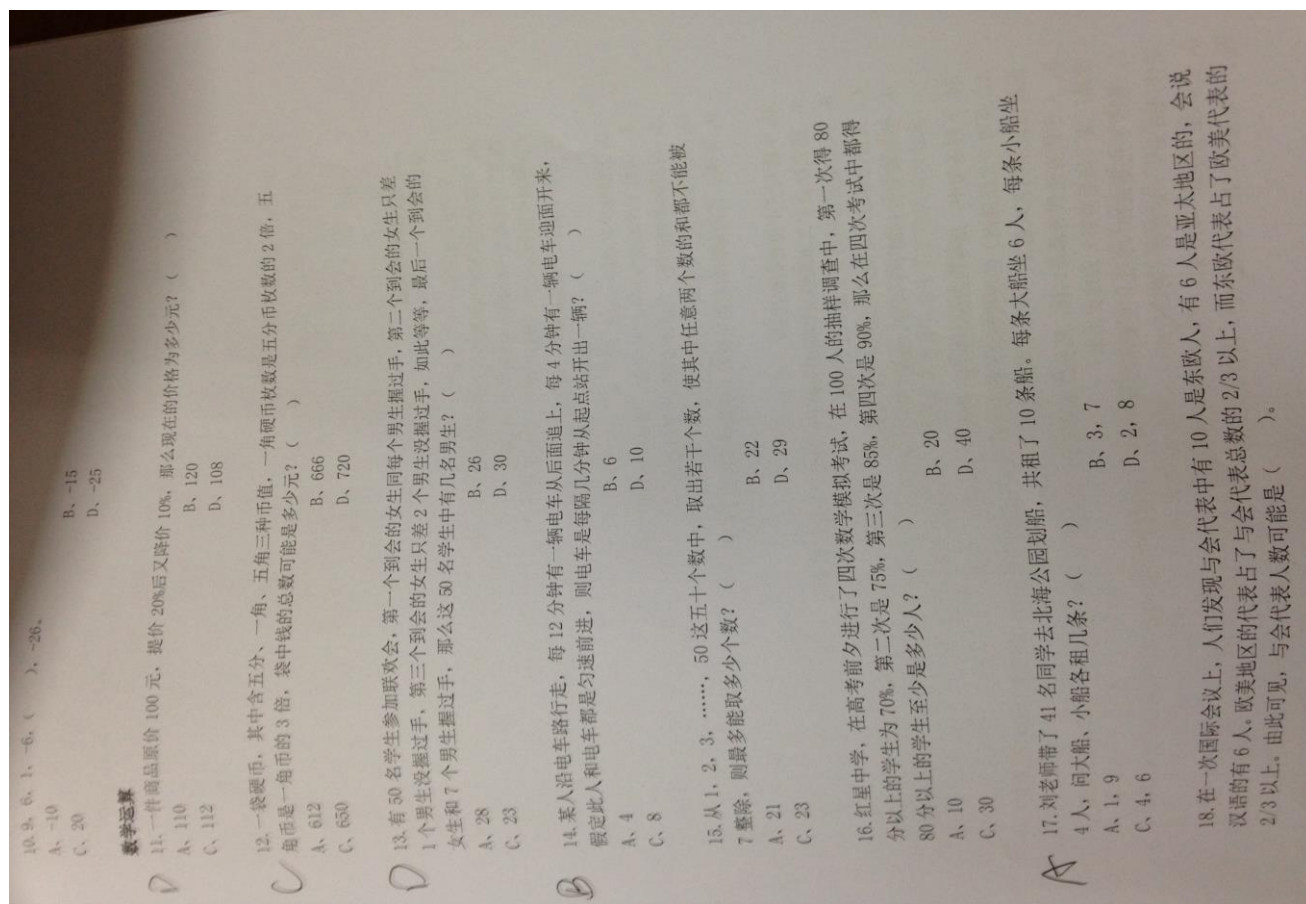 10. 9，6，1，-6，（ ），-26。
A、-10 B、-15
C、20 D、-25
数学运算
D 11. 一件商品原价 100 元，提价 20%后又降价 10%，那么现在的价格为多少元？（ ）
A、110 B、120
C、112 D、108
C 12. 一袋硬币，其中含五分、一角、五角三种币值，一角硬币枚数是五分币枚数的 2 倍，五
角币是一角币的 3 倍，袋中钱的总数可能是多少元？（ ）
A、612 B、666
C、650 D、720
D 13. 有 50 名学生参加联欢会，第一个到会的女生同每个男生握过手，第二个到会的女生只差
1 个男生没握过手，第三个到会的女生只差 2 个男生没握过手，如此等等，最后一个到会的
女生和 7 个男生握过手，那么这 50 名学生中有几名男生？（ ）
A、28 B、26
C、23 D、30
B 14. 某人沿电车路行走，每 12 分钟有一辆电车从后面追上，每 4 分钟有一辆电车迎面开来，
假定此人和电车都是匀速前进，则电车是每隔几分钟从起点站开出一辆？（ ）
A、4 B、6
C、8 D、10
15. 从 1，2，3，……，50 这五十个数中，取出若干个数，使其中任意两个数的和都不能被
7 整除，则最多能取多少个数？（ ）
A、21 B、22
C、23 D、29
16. 红星中学，在高考前夕进行了四次数学模拟考试，在 100 人的抽样调查中，第一次得 80
分以上的学生为 70%，第二次是 75%，第三次是 85%，第四次是 90%，那么在四次考试中都得
80 分以上的学生至少是多少人？（ ）
A、10 B、20
C、30 D、40
A 17. 刘老师带了 41 名同学去北海公园划船，共租了 10 条船。每条大船坐 6 人，每条小船坐
4 人，问大船、小船各租几条？（ ）
A、1，9 B、3，7
C、4，6 D、2，8
18. 在一次国际会议上，人们发现与会代表中有 10 人是东欧人，有 6 人是亚太地区的，会说
汉语的有 6 人。欧美地区的代表占了与会代表总数的 2/3 以上，而东欧代表占了欧美代表的
2/3 以上。由此可见，与会代表人数可能是（ ）。